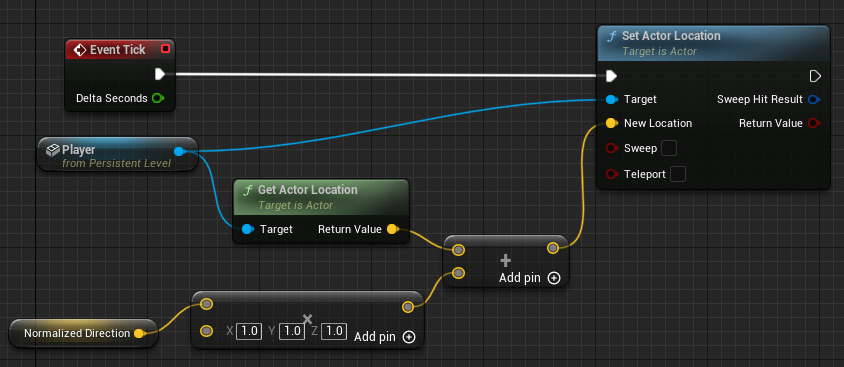 Event Tick
Delta Seconds
Set Actor Location
Target is Actor
Target
Sweep Hit Result
New Location
Return Value
Sweep
Teleport
Player
from Persistent Level
Get Actor Location
Target is Actor
Target
Return Value
+
Add pin
Normalized Direction
×
X 1.0 Y 1.0 Z 1.0
Add pin